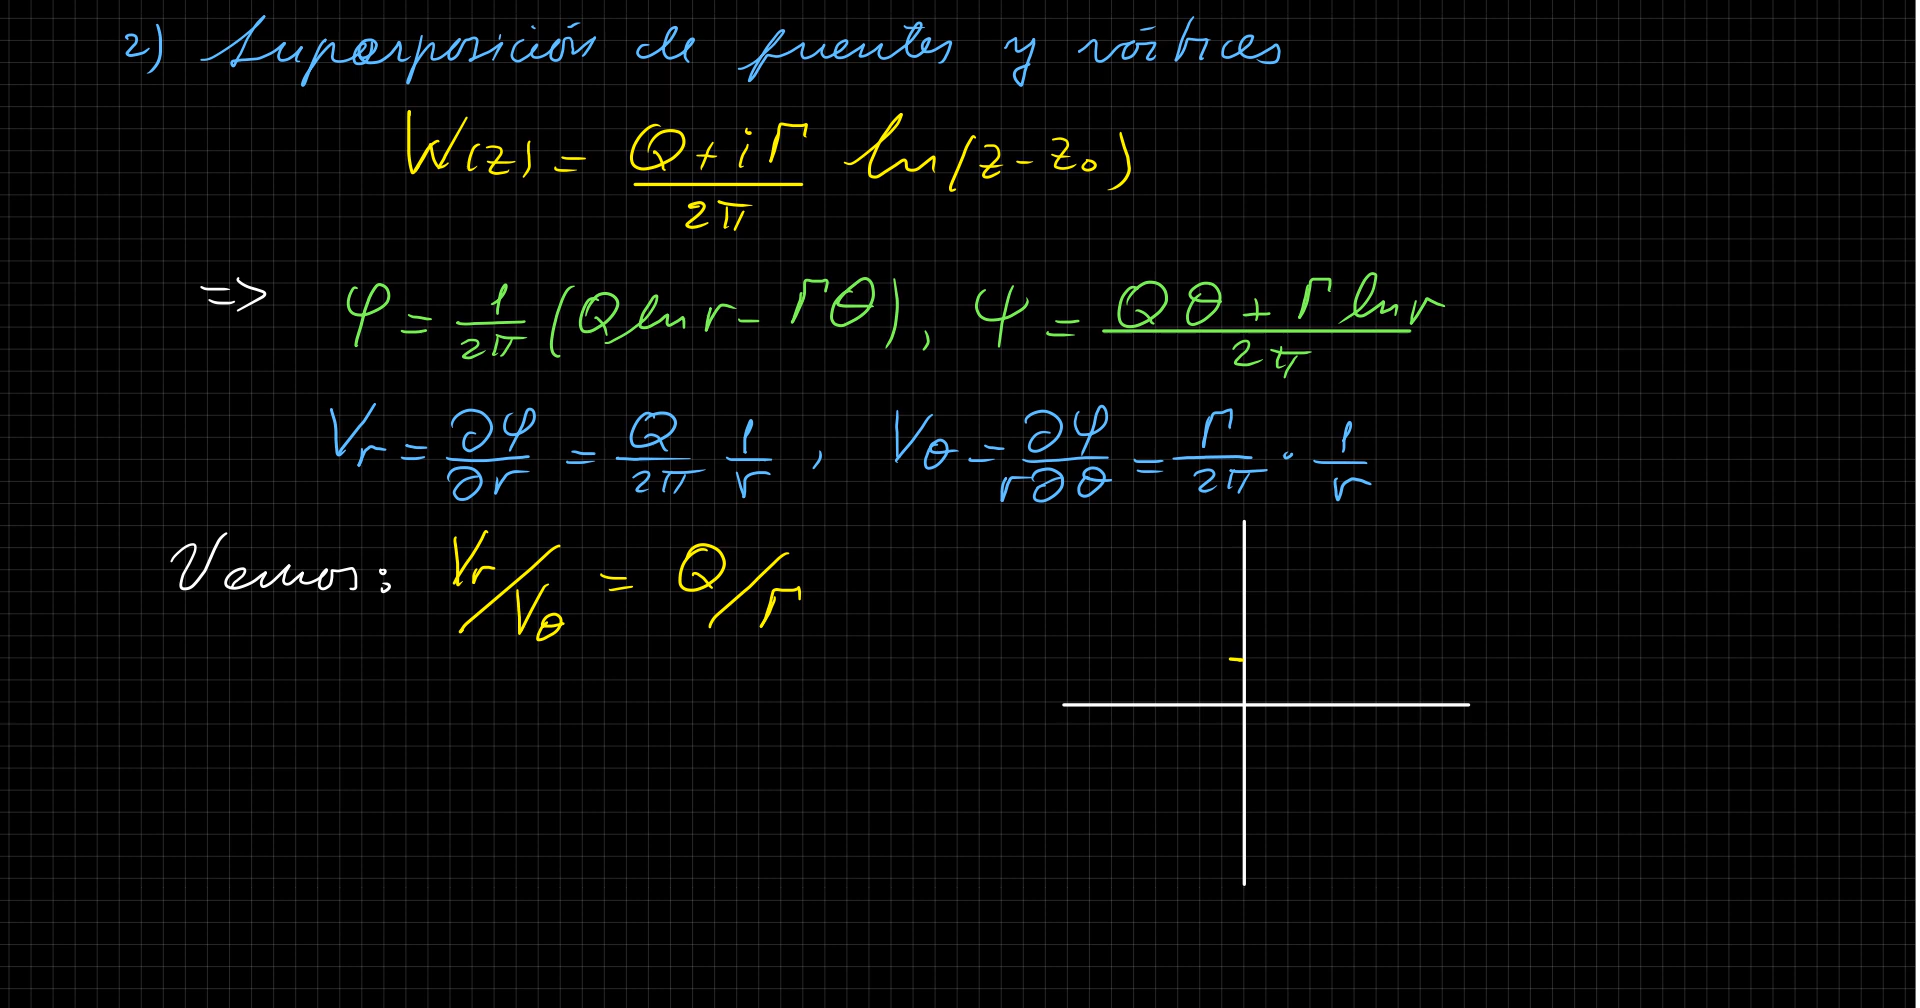 2) Superposición de fuentes y vórtices
W(z) = (Q + iΓ)/2π ln(z - z₀)
=> φ = 1/2π (Q ln r - Γθ), ψ = (Qθ + Γ ln r)/2π
Vr = ∂φ/∂r = Q/2π 1/r , Vθ = ∂φ/r∂θ = Γ/2π · 1/r
Vemos: Vr/Vθ = Q/Γ